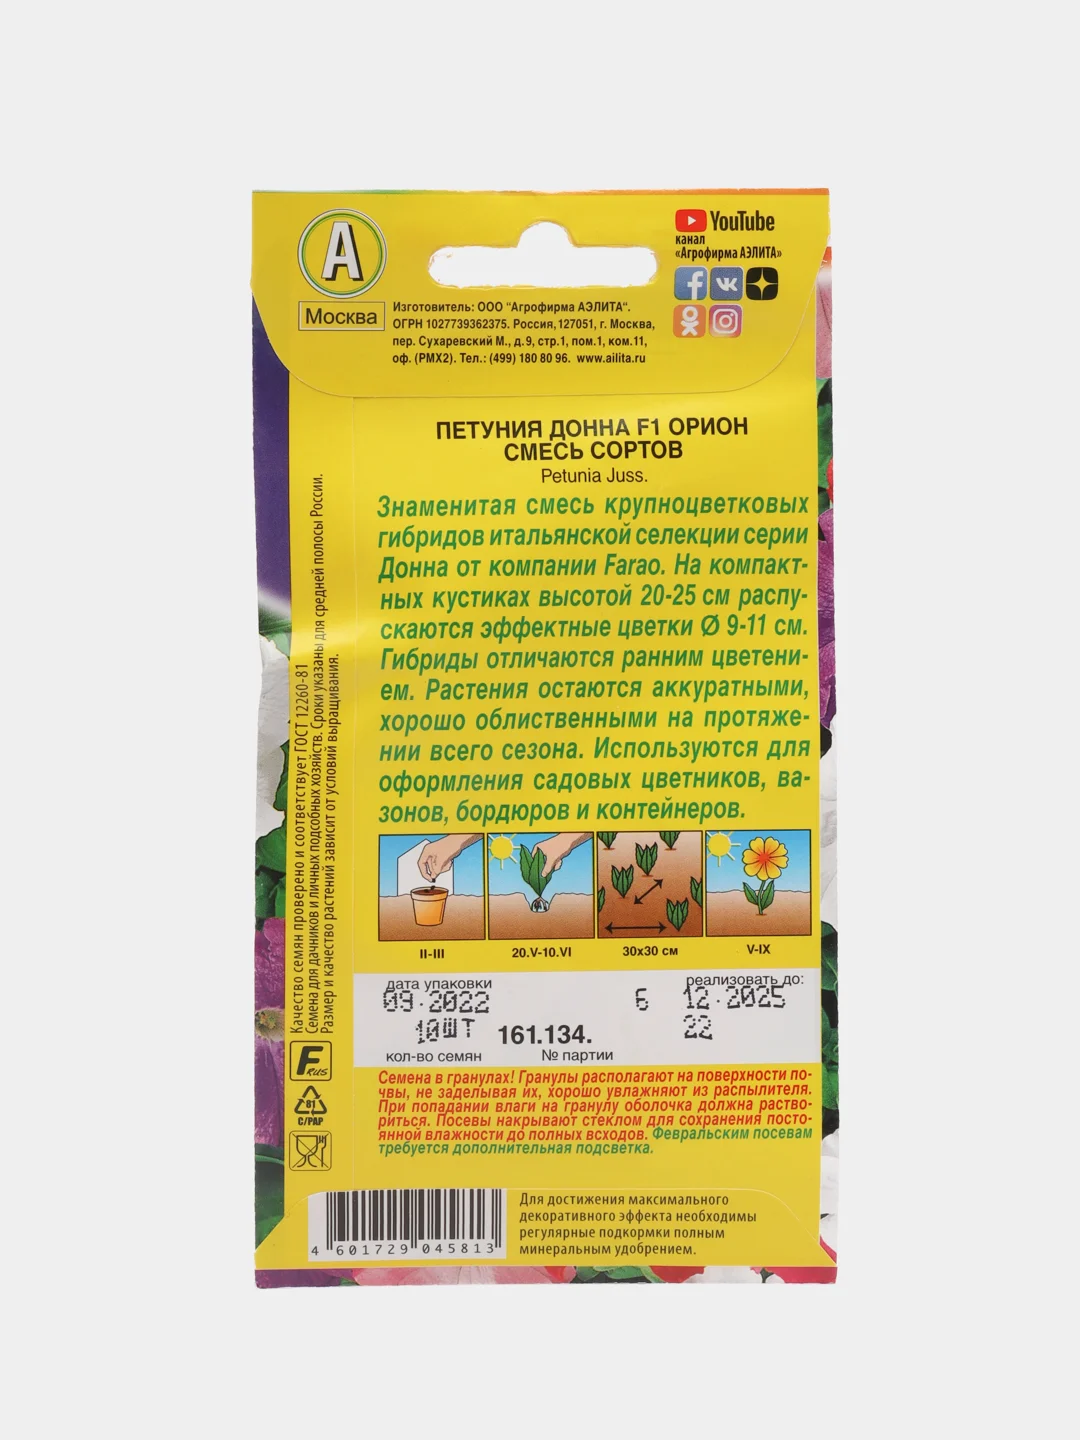 А
Москва
YouTube
канал
«Агрофирма АЭЛИТА»
Изготовитель: ООО "Агрофирма АЭЛИТА".
ОГРН 1027739362375. Россия,127051, г. Москва,
пер. Сухаревский М., д.9, стр.1, пом.1, ком.11,
оф. (РМХ2). Тел.: (499) 180 80 96. www.ailita.ru
ПЕТУНИЯ ДОННА F1 ОРИОН
СМЕСЬ СОРТОВ
Petunia Juss.
Знаменитая смесь крупноцветковых
гибридов итальянской селекции серии
Донна от компании Farao. На компакт-
ных кустиках высотой 20-25 см распу-
скаются эффектные цветки Ø 9-11 см.
Гибриды отличаются ранним цветени-
ем. Растения остаются аккуратными,
хорошо облиственными на протяже-
нии всего сезона. Используются для
оформления садовых цветников, ва-
зонов, бордюров и контейнеров.
II-III
20.V-10.VI
30x30 см
V-IX
дата упаковки
реализовать до:
09.2022
6
12.2025
10ШТ
161.134.
22
кол-во семян
№ партии
Семена в гранулах! Гранулы располагают на поверхности по-
чвы, не заделывая их, хорошо увлажняют из распылителя.
При попадании влаги на гранулу оболочка должна раство-
риться. Посевы накрывают стеклом для сохранения посто-
янной влажности до полных всходов. Февральским посевам
требуется дополнительная подсветка.
Качество семян проверено и соответствует ГОСТ 12260-81
Семена для дачников и личных подсобных хозяйств. Сроки указаны для средней полосы России.
Размер и качество растений зависит от условий выращивания.
F RUS
81
C/PAP
4 601729 045813
Для достижения максимального
декоративного эффекта необходимы
регулярные подкормки полным
минеральным удобрением.